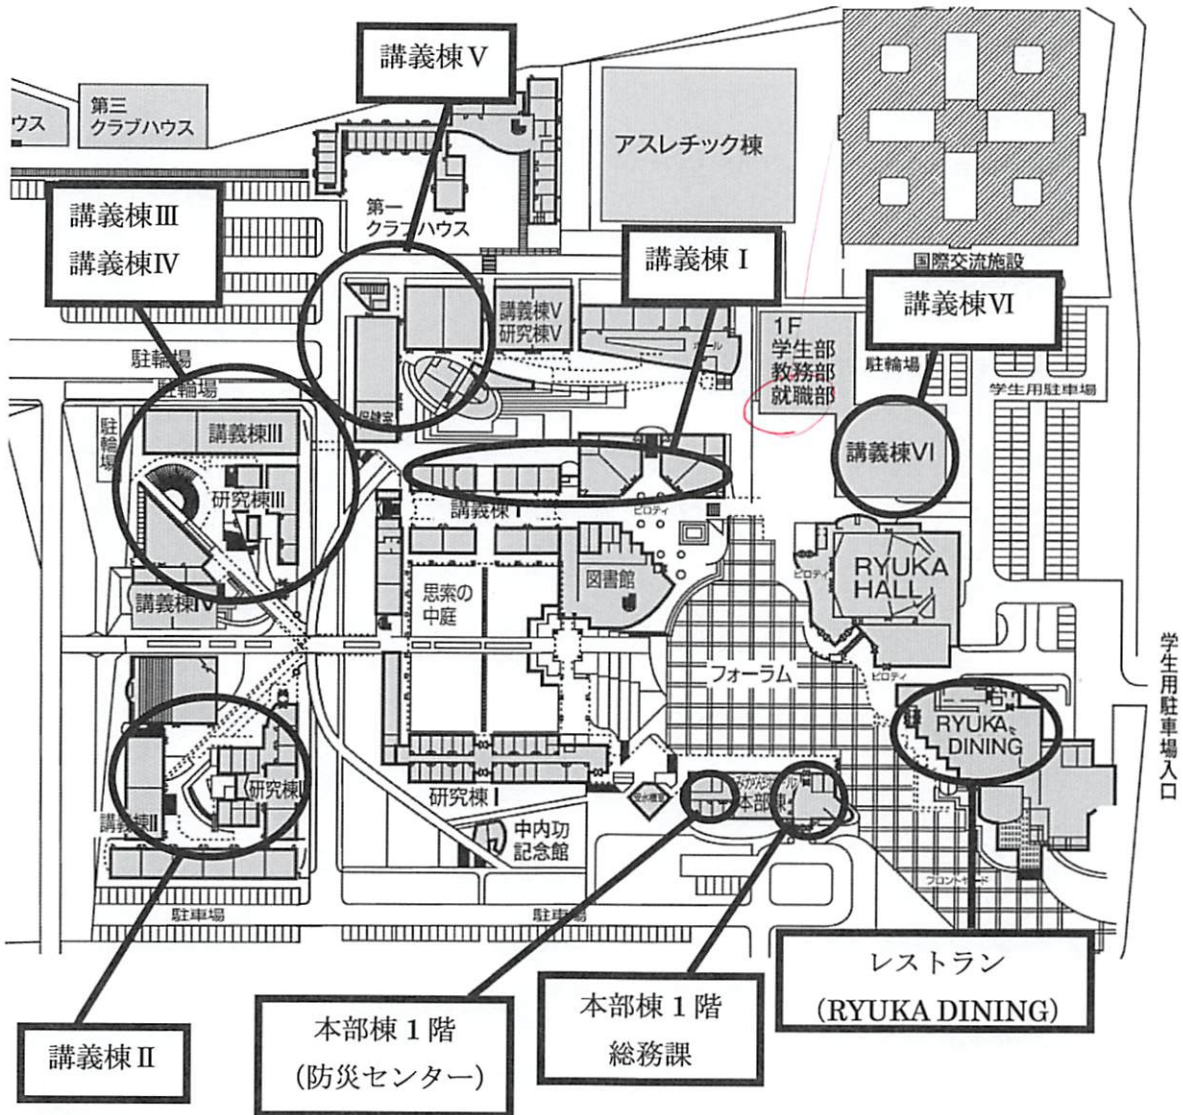 講義棟Ⅴ
第三
クラブハウス
ウス
アスレチック棟
講義棟Ⅲ
講義棟Ⅳ
第一
クラブハウス
講義棟Ⅰ
国際交流施設
講義棟Ⅵ
講義棟Ⅴ
研究棟Ⅴ
ホール
1F
学生部
教務部
就職部
駐輪場
学生用駐車場
駐輪場
駐輪場
駐輪場
保健室
講義棟Ⅲ
講義棟Ⅵ
研究棟Ⅲ
講義棟Ⅰ
ピロティ
図書館
ピロティ
RYUKA
HALL
思索の
中庭
講義棟Ⅳ
フォーラム
ピロティ
学生用駐車場入口
RYUKA
DINING
研究棟Ⅱ
講義棟Ⅱ
研究棟Ⅰ
本部棟
中内功
記念館
フロントヤード
駐車場
駐車場
レストラン
(RYUKA DINING)
本部棟1階
総務課
本部棟1階
(防災センター)
講義棟Ⅱ